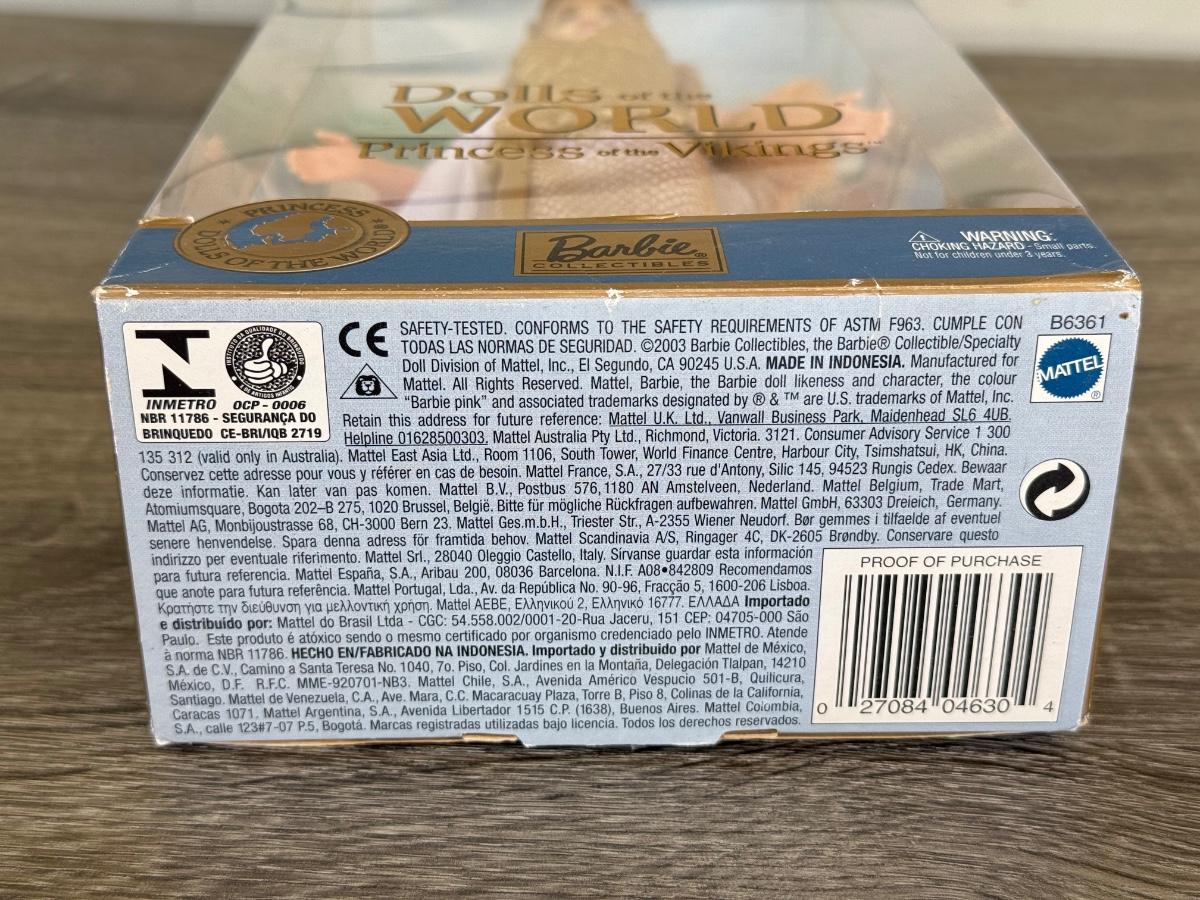 Dolls of the
WORLD
Princess of the Vikings™
PRINCESS
DOLLS OF THE WORLD®
Barbie®
COLLECTIBLES
WARNING:
CHOKING HAZARD - Small parts.
Not for children under 3 years.
INMETRO OCP - 0006
NBR 11786 - SEGURANÇA DO
BRINQUEDO CE-BRI/IQB 2719
CE
B6361
MATTEL®
SAFETY-TESTED. CONFORMS TO THE SAFETY REQUIREMENTS OF ASTM F963. CUMPLE CON
TODAS LAS NORMAS DE SEGURIDAD. ©2003 Barbie Collectibles, the Barbie® Collectible/Specialty
Doll Division of Mattel, Inc., El Segundo, CA 90245 U.S.A. MADE IN INDONESIA. Manufactured for
Mattel. All Rights Reserved. Mattel, Barbie, the Barbie doll likeness and character, the colour
“Barbie pink” and associated trademarks designated by ® & ™ are U.S. trademarks of Mattel, Inc.
Retain this address for future reference: Mattel U.K. Ltd., Vanwall Business Park, Maidenhead SL6 4UB.
Helpline 01628500303. Mattel Australia Pty Ltd., Richmond, Victoria. 3121. Consumer Advisory Service 1 300
135 312 (valid only in Australia). Mattel East Asia Ltd., Room 1106, South Tower, World Finance Centre, Harbour City, Tsimshatsui, HK, China.
Conservez cette adresse pour vous y référer en cas de besoin. Mattel France, S.A., 27/33 rue d'Antony, Silic 145, 94523 Rungis Cedex. Bewaar
deze informatie. Kan later van pas komen. Mattel B.V., Postbus 576, 1180 AN Amstelveen, Nederland. Mattel Belgium, Trade Mart,
Atomiumsquare, Bogota 202–B 275, 1020 Brussel, België. Bitte für mögliche Rückfragen aufbewahren. Mattel GmbH, 63303 Dreieich, Germany.
Mattel AG, Monbijoustrasse 68, CH-3000 Bern 23. Mattel Ges.m.b.H., Triester Str., A-2355 Wiener Neudorf. Bør gemmes i tilfaelde af eventuel
senere henvendelse. Spara denna adress för framtida behov. Mattel Scandinavia A/S, Ringager 4C, DK-2605 Brøndby. Conservare questo
indirizzo per eventuale riferimento. Mattel Srl., 28040 Oleggio Castello, Italy. Sírvanse guardar esta información
para futura referencia. Mattel España, S.A., Aribau 200, 08036 Barcelona. N.I.F. A08•842809 Recomendamos
que anote para futura referência. Mattel Portugal, Lda., Av. da República No. 90-96, Fracção 5, 1600-206 Lisboa.
Κρατήστε την διεύθυνση για μελλοντική χρήση. Mattel AEBE, Ελληνικού 2, Ελληνικό 16777. ΕΛΛΑΔΑ Importado
e distribuído por: Mattel do Brasil Ltda - CGC: 54.558.002/0001-20-Rua Jaceru, 151 CEP: 04705-000 São
Paulo. Este produto é atóxico sendo o mesmo certificado por organismo credenciado pelo INMETRO. Atende
à norma NBR 11786. HECHO EN/FABRICADO NA INDONESIA. Importado y distribuido por Mattel de México,
S.A. de C.V., Camino a Santa Teresa No. 1040, 7o. Piso, Col. Jardines en la Montaña, Delegación Tlalpan, 14210
México, D.F. R.F.C. MME-920701-NB3. Mattel Chile, S.A., Avenida Américo Vespucio 501-B, Quilicura,
Santiago. Mattel de Venezuela, C.A., Ave. Mara, C.C. Macaracuay Plaza, Torre B, Piso 8, Colinas de la California,
Caracas 1071. Mattel Argentina, S.A., Avenida Libertador 1515 C.P. (1638), Buenos Aires. Mattel Colombia,
S.A., calle 123#7-07 P.5, Bogotá. Marcas registradas utilizadas bajo licencia. Todos los derechos reservados.
PROOF OF PURCHASE
0 27084 04630 4